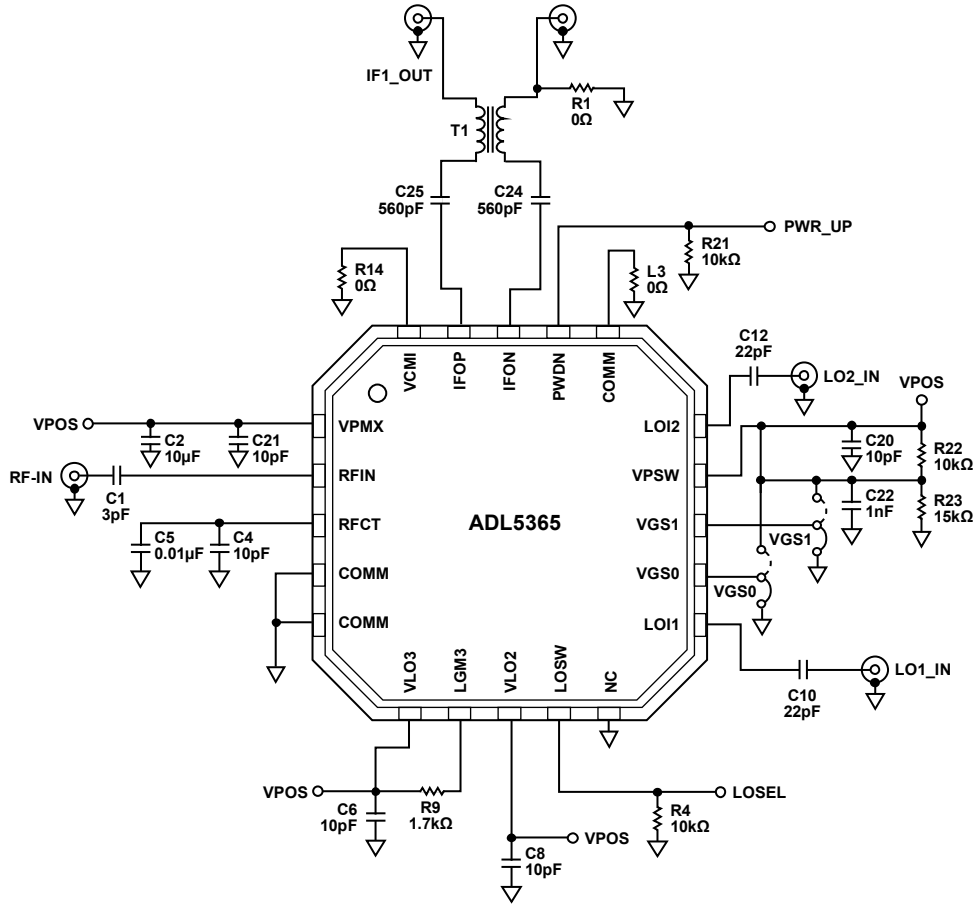 IF1_OUT
R1
0Ω
T1
C25
560pF
C24
560pF
PWR_UP
R21
10kΩ
R14
0Ω
L3
0Ω
C12
22pF
LO2_IN
VPOS
VCMI
IFOP
IFON
PWDN
COMM
VPOS
C2
10µF
C21
10pF
VPMX
LOI2
C20
10pF
R22
10kΩ
RF-IN
C1
3pF
RFIN
VPSW
C22
1nF
R23
15kΩ
RFCT
ADL5365
VGS1
VGS1
C5
0.01µF
C4
10pF
COMM
VGS0
VGS0
COMM
LOI1
VLO3
LGM3
VLO2
LOSW
NC
LO1_IN
C10
22pF
VPOS
C6
10pF
R9
1.7kΩ
LOSEL
R4
10kΩ
VPOS
C8
10pF